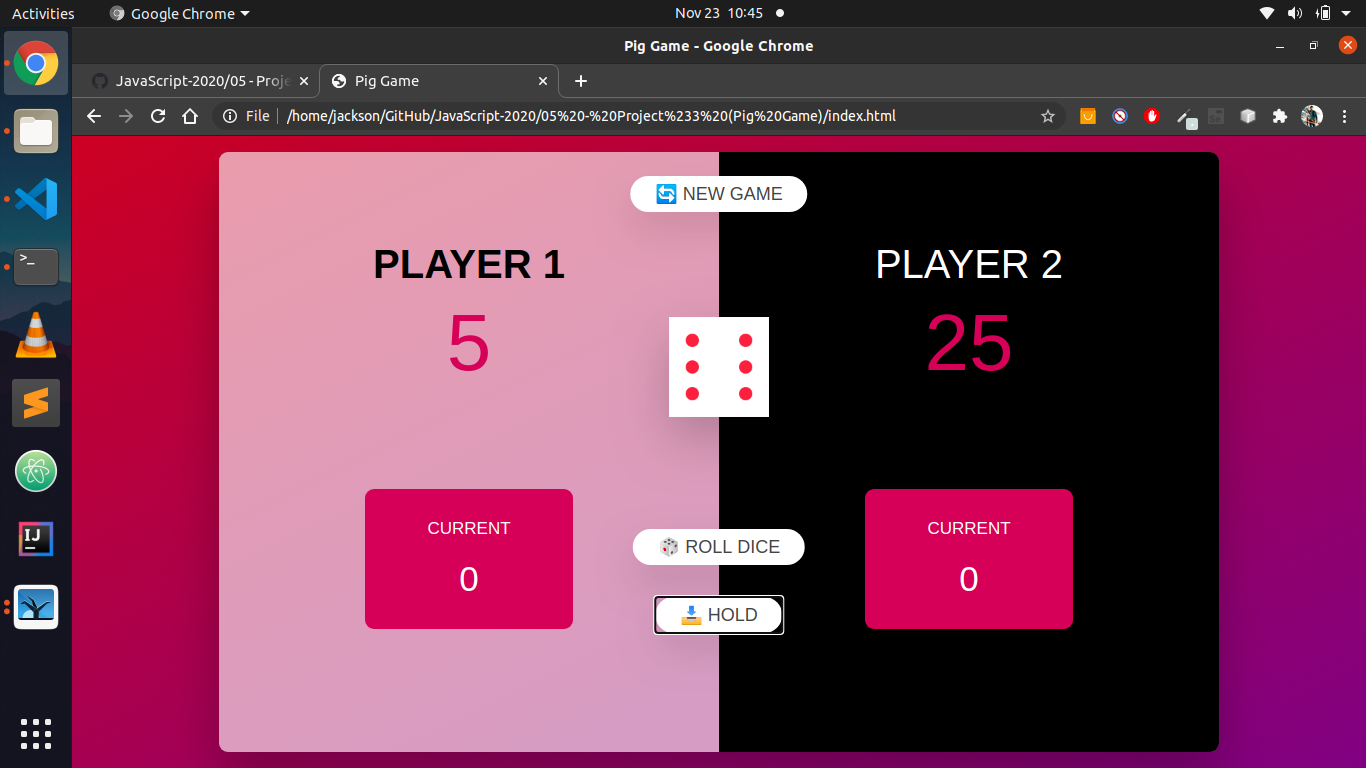 Activities
Google Chrome
Nov 23 10:45
Pig Game - Google Chrome
JavaScript-2020/05 - Proje
Pig Game
File
/home/jackson/GitHub/JavaScript-2020/05%20-%20Project%233%20(Pig%20Game)/index.html
NEW GAME
PLAYER 1
PLAYER 2
5
25
CURRENT
0
CURRENT
0
ROLL DICE
HOLD
>_
IJ